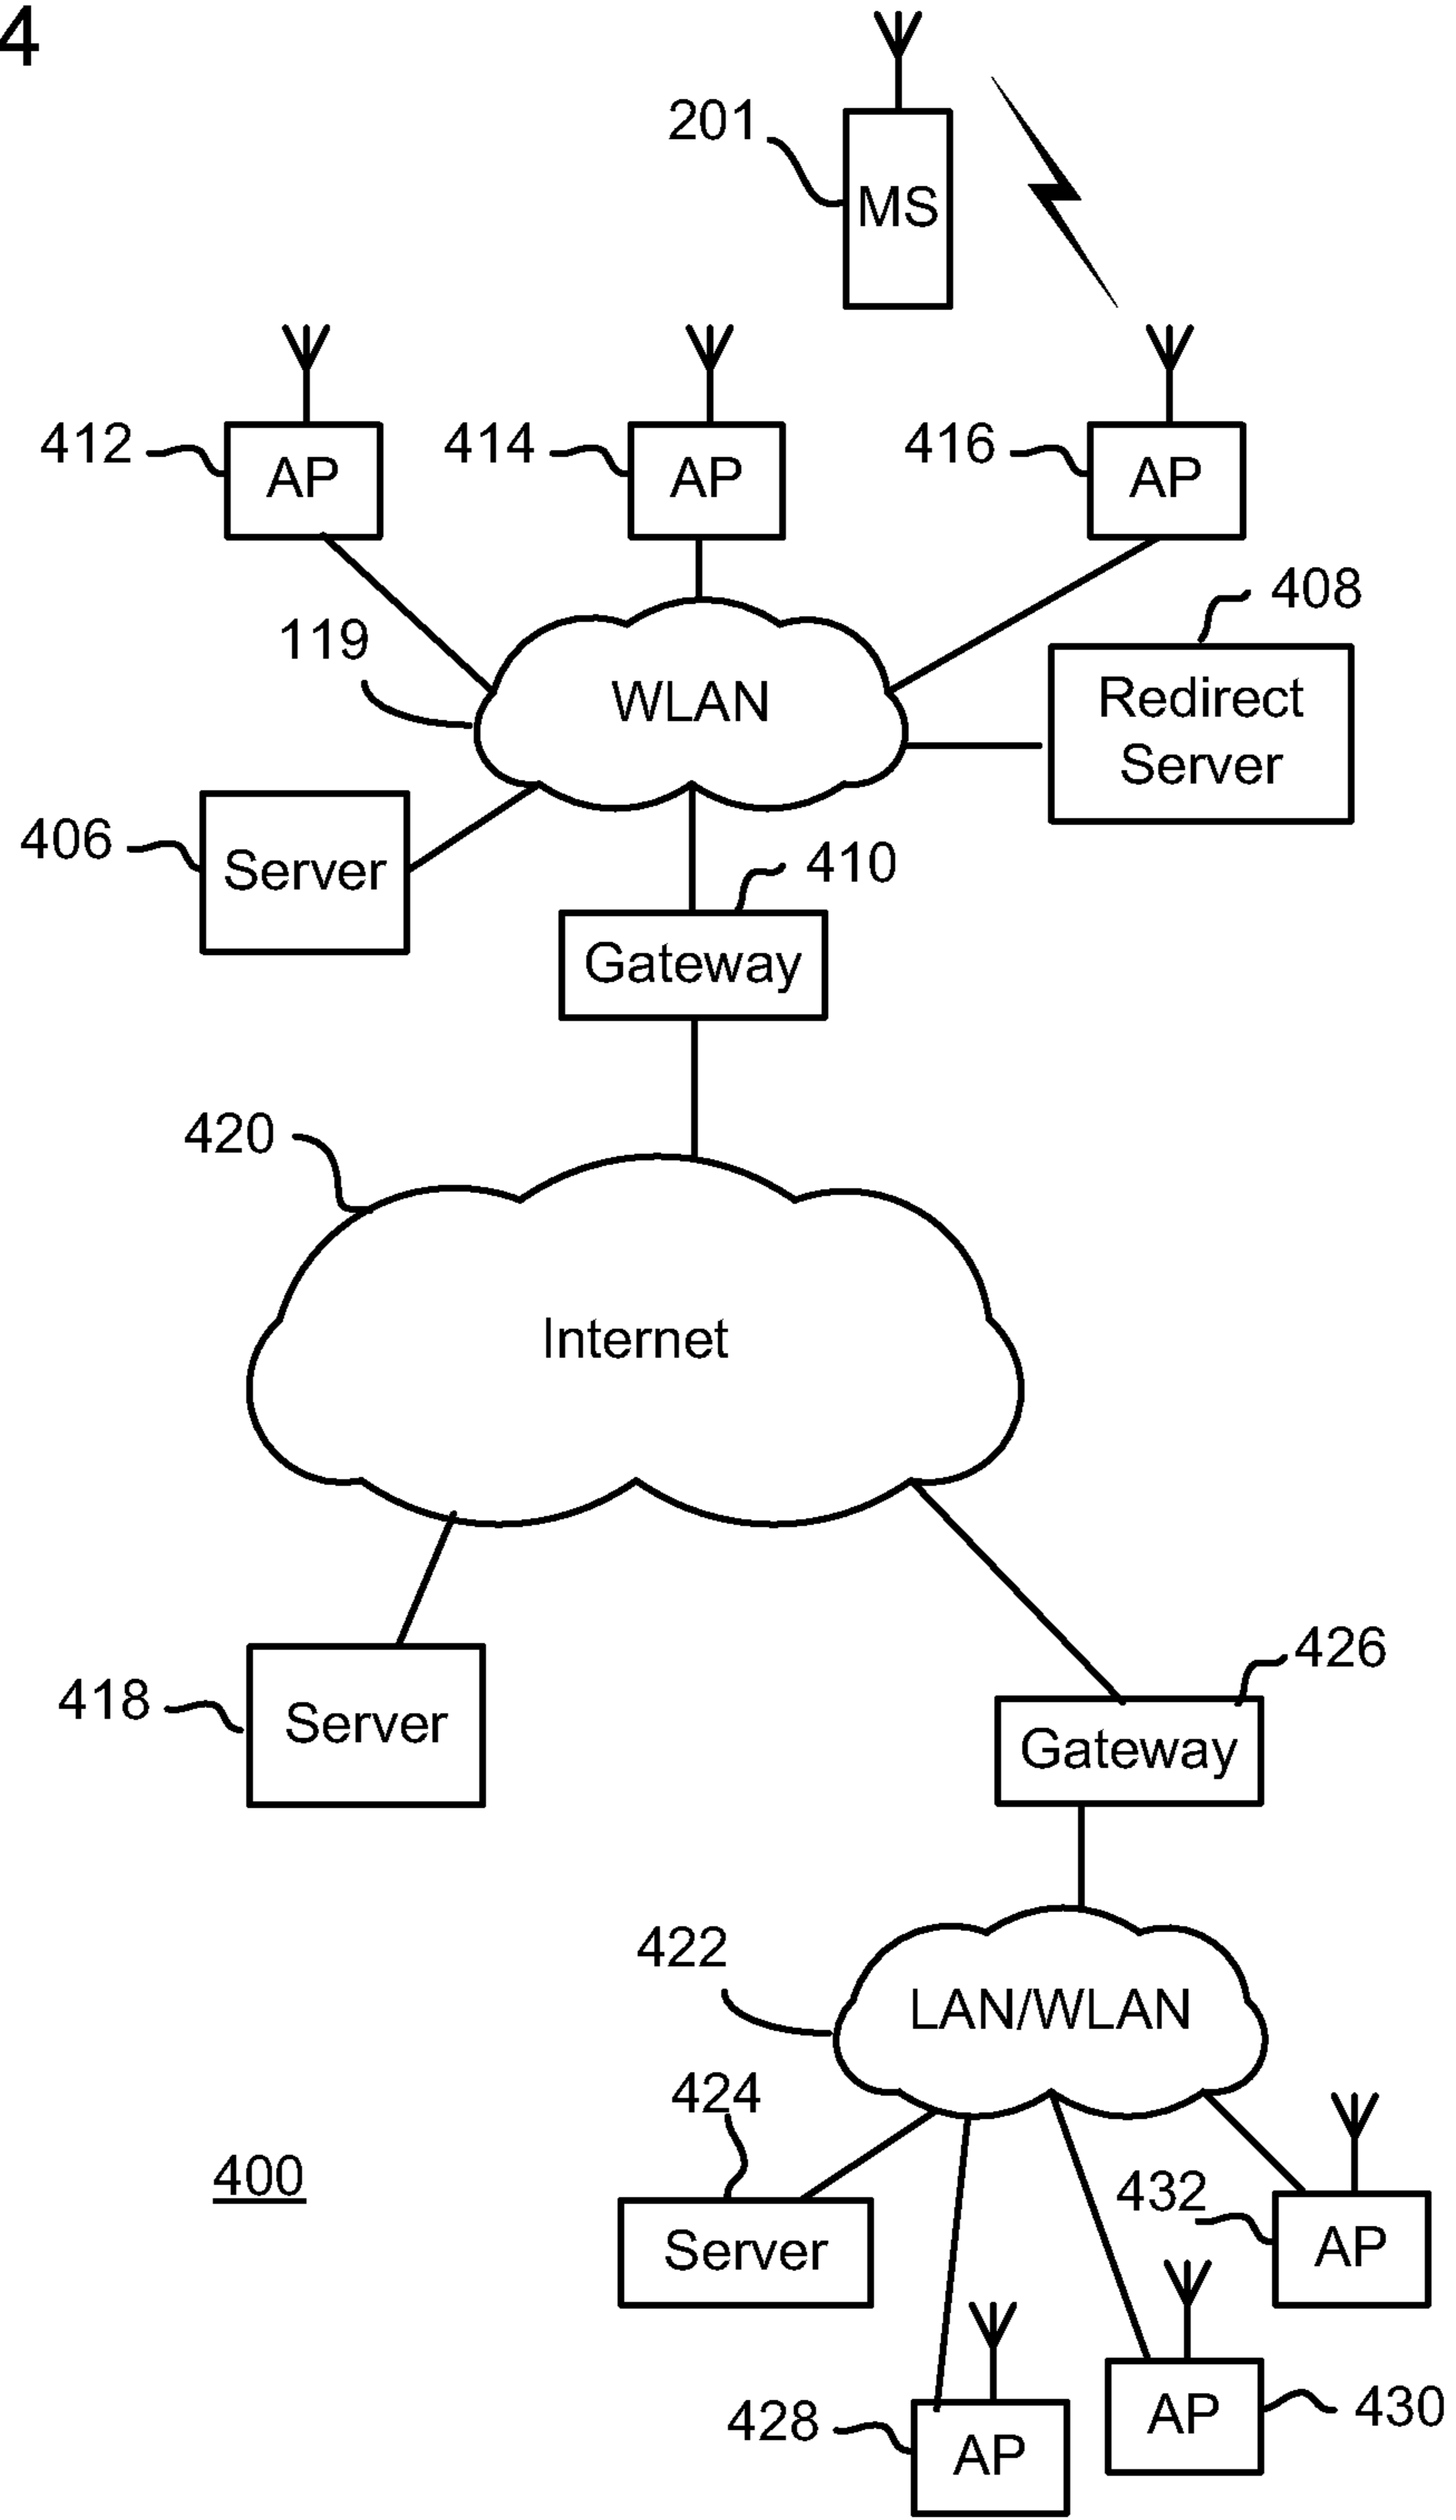 4
201
MS
412
AP
414
AP
416
AP
408
119
WLAN
Redirect
Server
406
Server
410
Gateway
420
Internet
418
Server
426
Gateway
422
LAN/WLAN
424
Server
400
432
AP
428
AP
AP
430